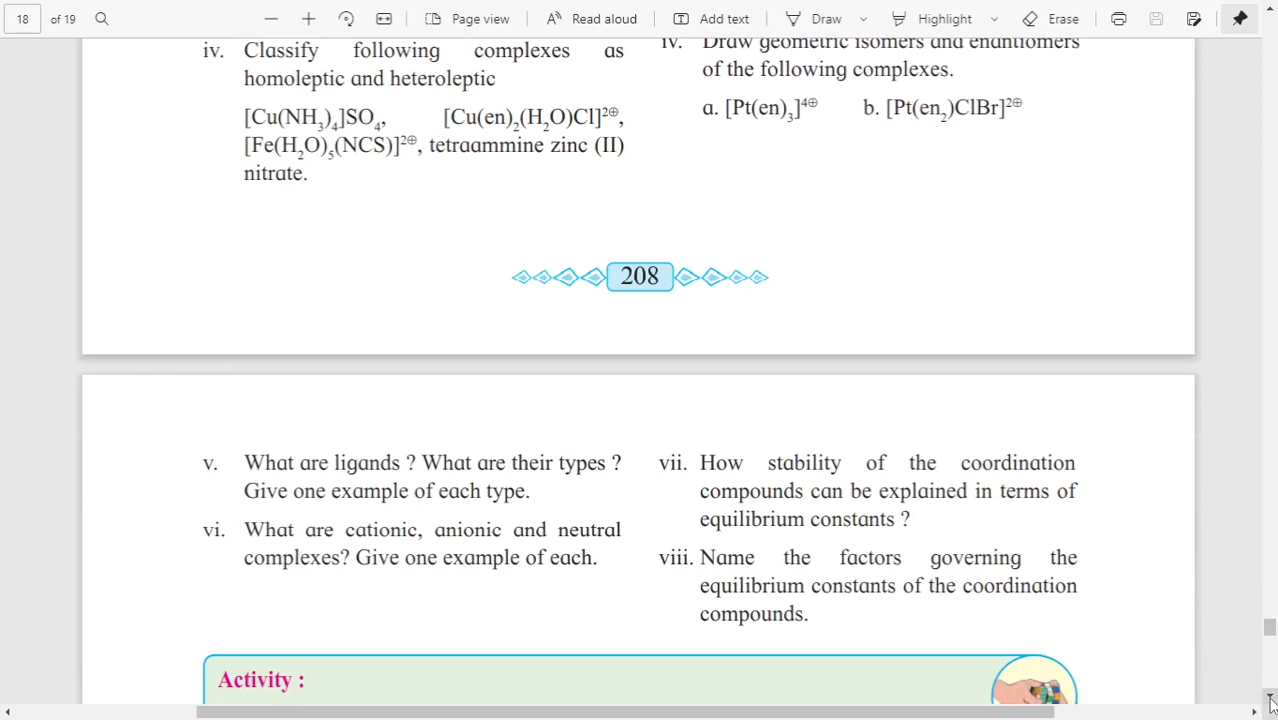 18 of 19 Page view Read aloud Add text Draw Highlight Erase
iv. Classify following complexes as
homoleptic and heteroleptic
[Cu(NH₃)₄]SO₄, [Cu(en)₂(H₂O)Cl]²⊕,
[Fe(H₂O)₅(NCS)]²⊕, tetraammine zinc (II)
nitrate.
iv. Draw geometric isomers and enantiomers
of the following complexes.
a. [Pt(en)₃]⁴⊕ b. [Pt(en₂)ClBr]²⊕
208
v. What are ligands ? What are their types ?
Give one example of each type.
vi. What are cationic, anionic and neutral
complexes? Give one example of each.
vii. How stability of the coordination
compounds can be explained in terms of
equilibrium constants ?
viii. Name the factors governing the
equilibrium constants of the coordination
compounds.
Activity :